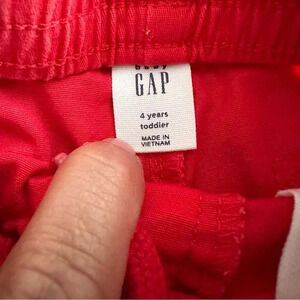 baby
GAP
4 years
toddler
MADE IN
VIETNAM